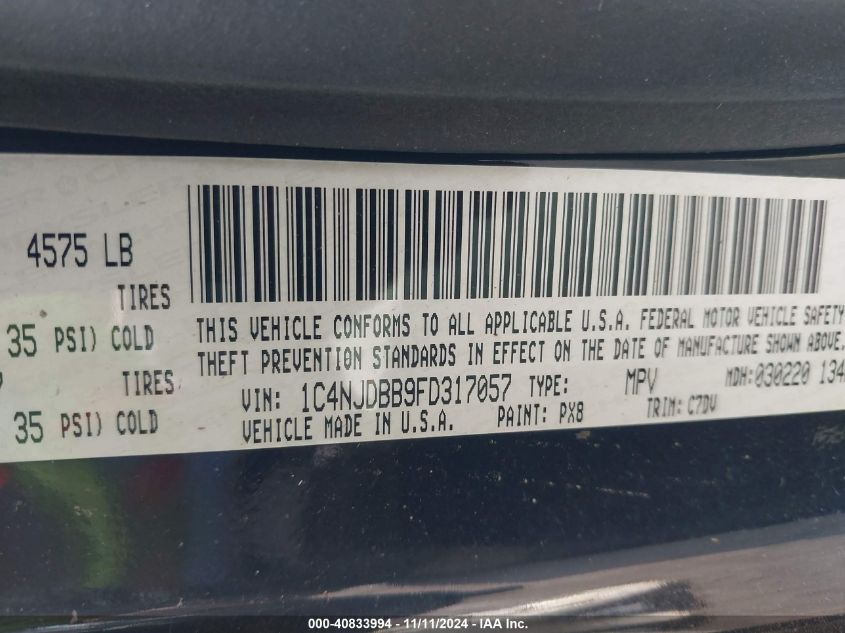 4575 LB
TIRES
35 PSI) COLD
TIRES
35 PSI) COLD
THIS VEHICLE CONFORMS TO ALL APPLICABLE U.S.A. FEDERAL MOTOR VEHICLE SAFETY
THEFT PREVENTION STANDARDS IN EFFECT ON THE DATE OF MANUFACTURE SHOWN ABOVE.
VIN: 1C4NJDBB9FD317057 TYPE: MPV MDH:030220 134
VEHICLE MADE IN U.S.A. PAINT: PX8 TRIM: C7DV
000-40833994 - 11/11/2024 - IAA Inc.